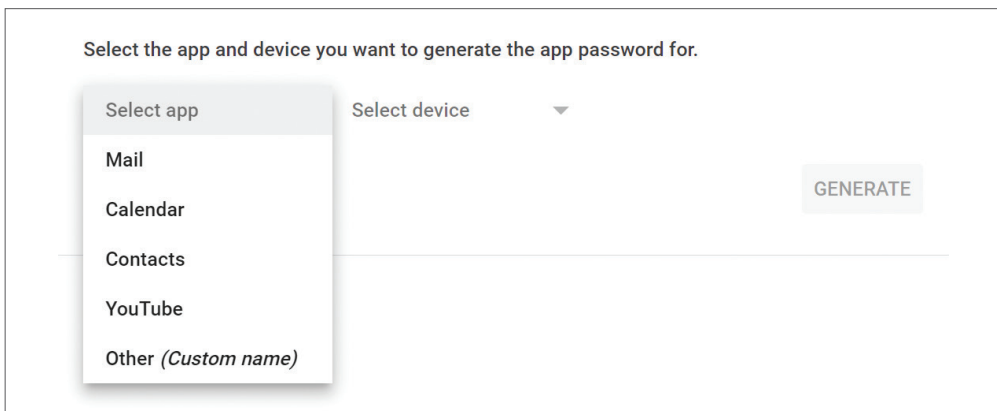 Select the app and device you want to generate the app password for.
Select app
Select device
Mail
Calendar
GENERATE
Contacts
YouTube
Other (Custom name)